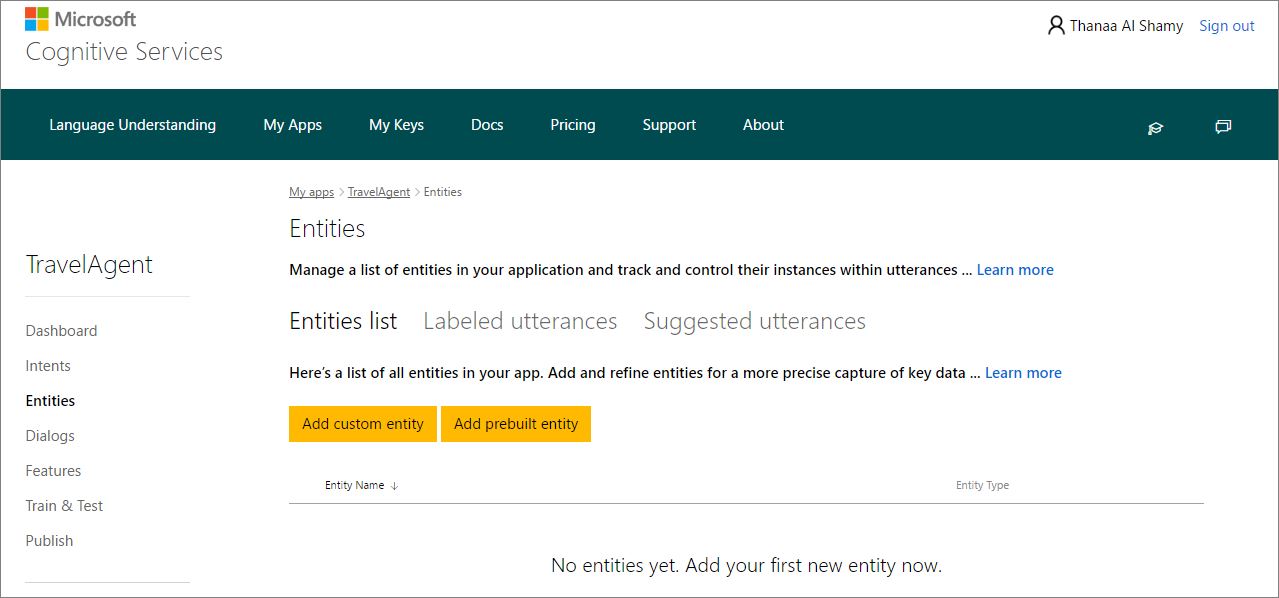 Microsoft
Cognitive Services
Thanaa Al Shamy Sign out
Language Understanding My Apps My Keys Docs Pricing Support About
My apps > TravelAgent > Entities
Entities
TravelAgent
Manage a list of entities in your application and track and control their instances within utterances ... Learn more
Entities list Labeled utterances Suggested utterances
Dashboard
Intents
Entities
Dialogs
Features
Train & Test
Publish
Here's a list of all entities in your app. Add and refine entities for a more precise capture of key data ... Learn more
Add custom entity Add prebuilt entity
Entity Name ↓ Entity Type
No entities yet. Add your first new entity now.